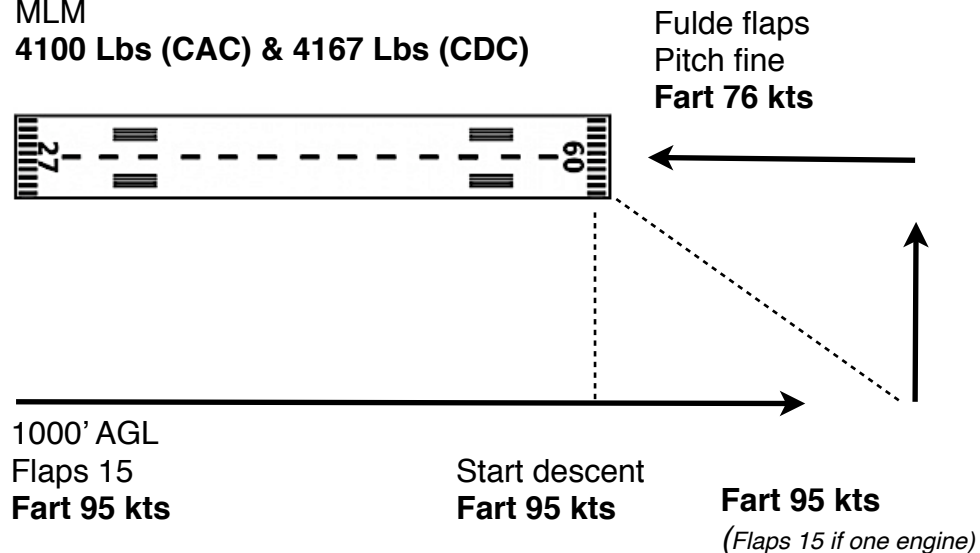 MLM
4100 Lbs (CAC) & 4167 Lbs (CDC)
Fulde flaps
Pitch fine
Fart 76 kts
27
09
1000' AGL
Flaps 15
Fart 95 kts
Start descent
Fart 95 kts
Fart 95 kts
(Flaps 15 if one engine)